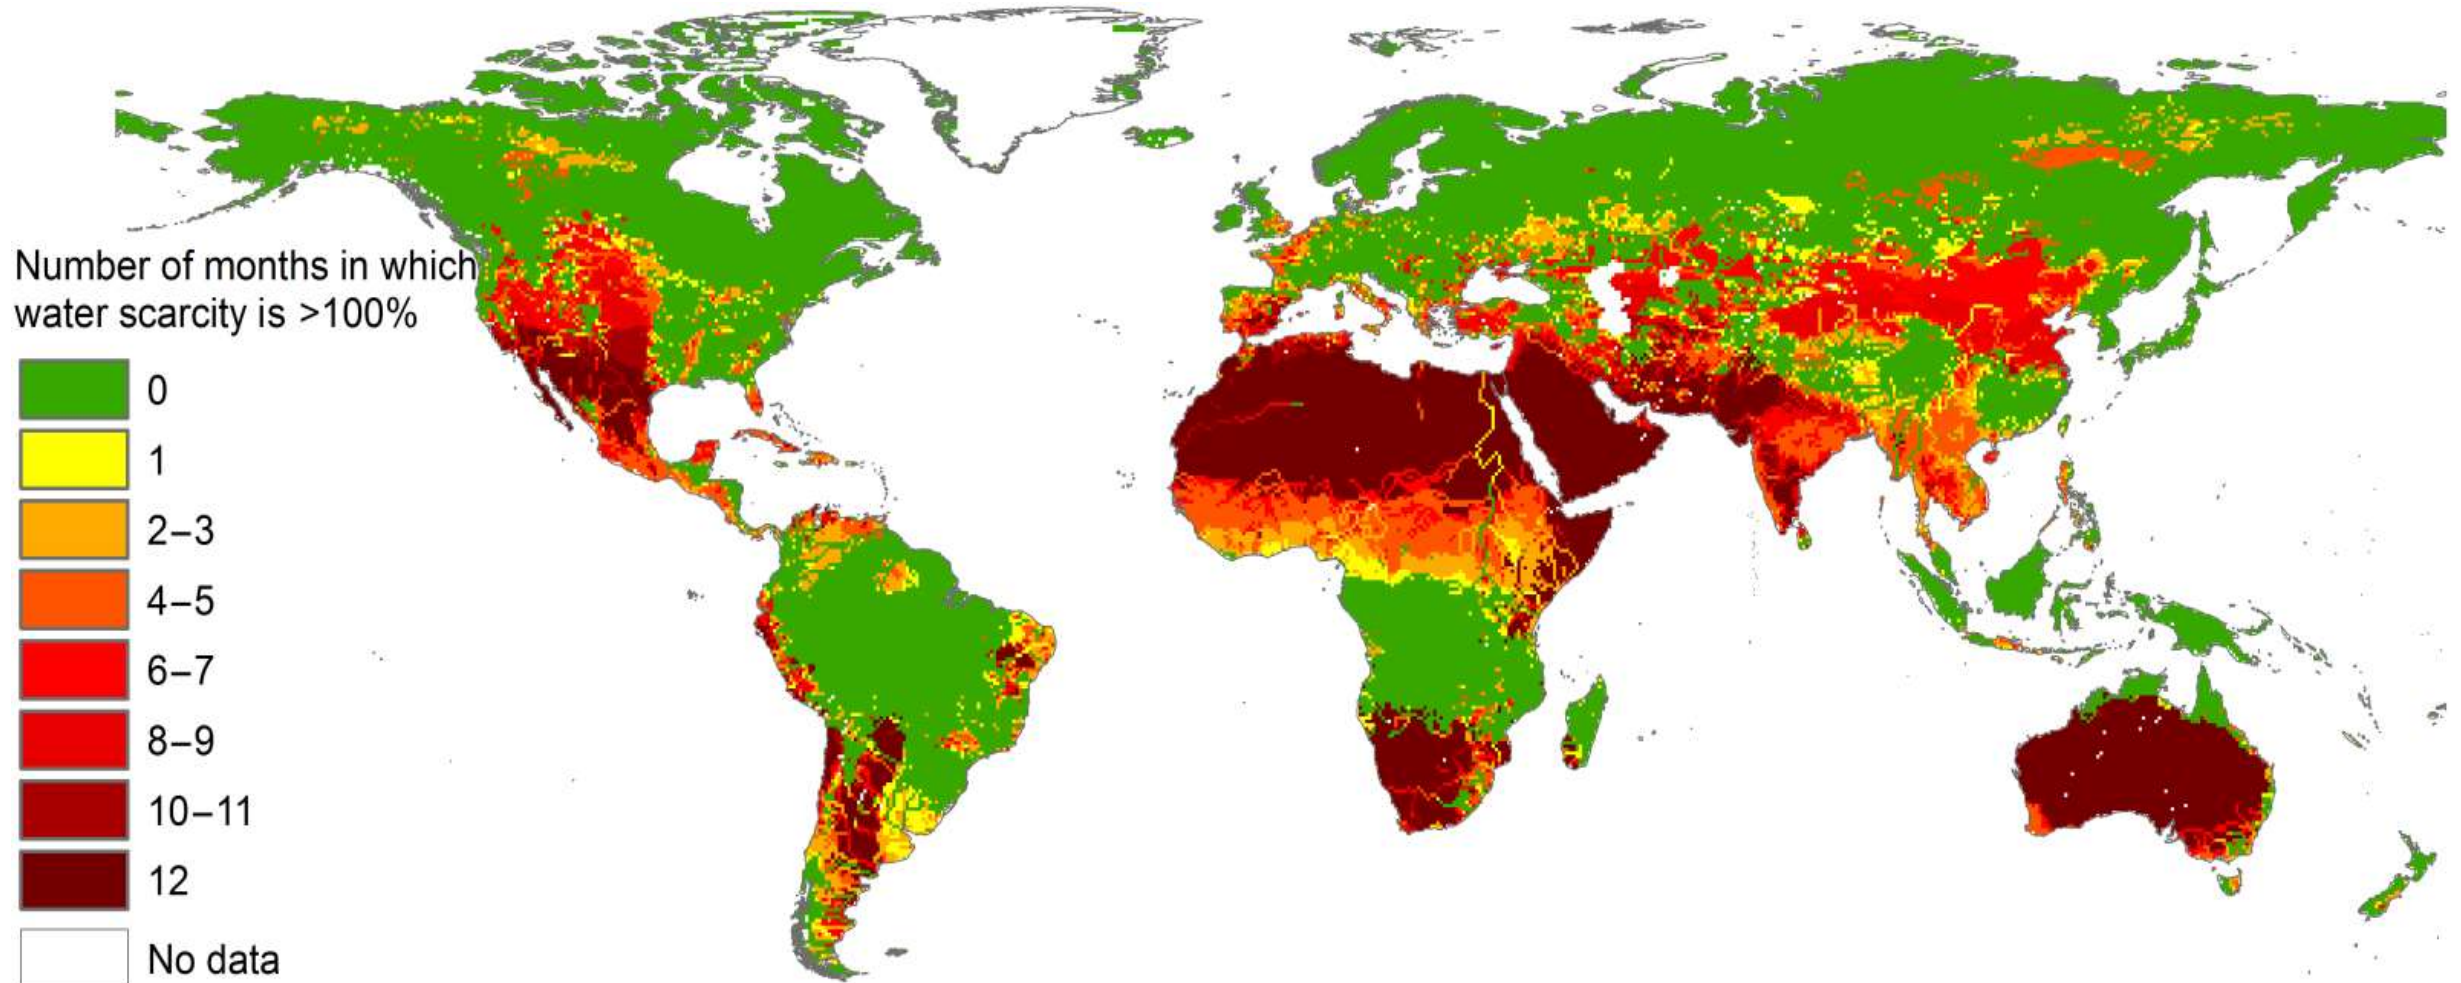 Number of months in which
water scarcity is >100%
0
1
2–3
4–5
6–7
8–9
10–11
12
No data